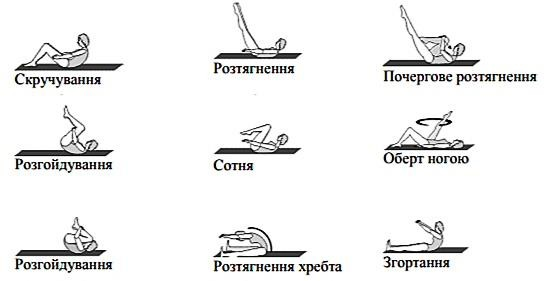 Скручування
Розтягнення
Почергове розтягнення
Розгойдування
Сотня
Оберт ногою
Розгойдування
Розтягнення хребта
Згортання